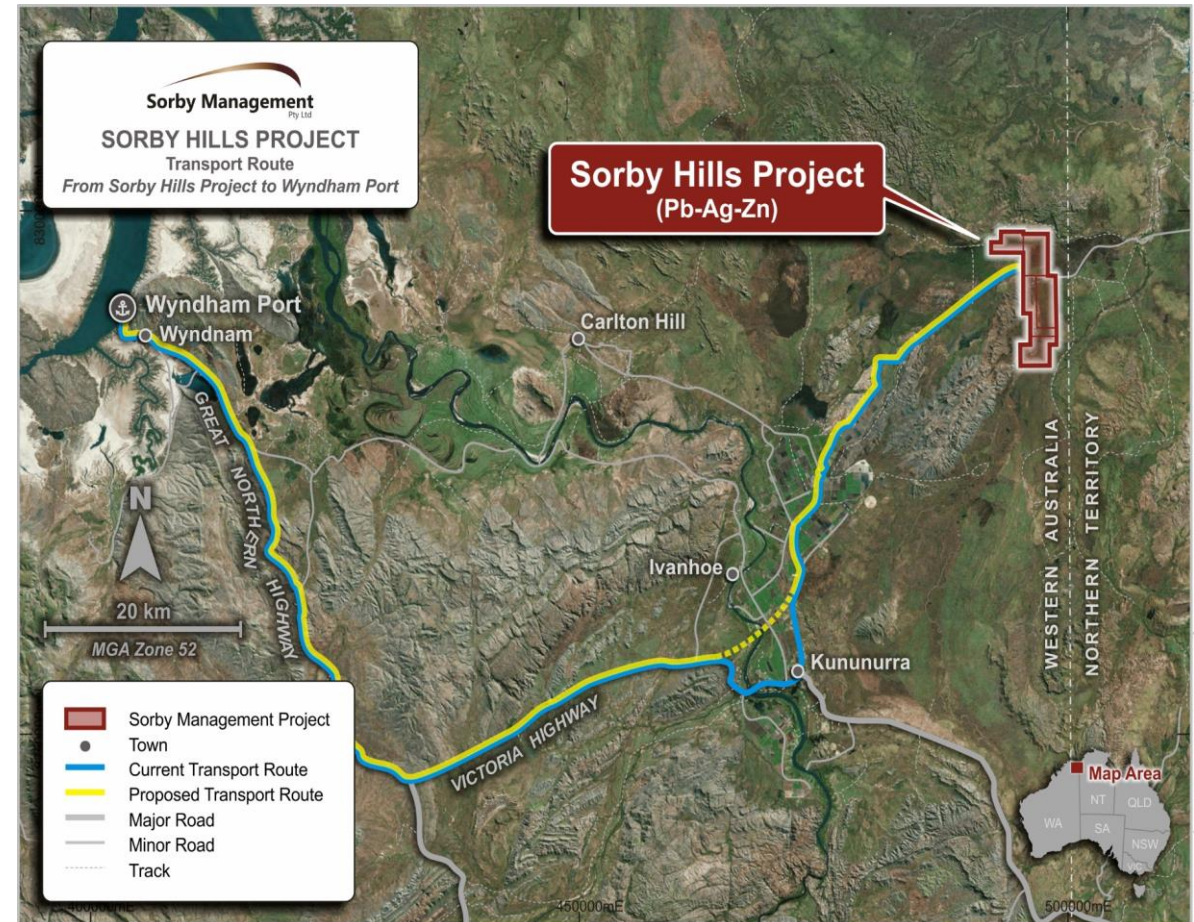 Sorby Management
Pty Ltd
SORBY HILLS PROJECT
Transport Route
From Sorby Hills Project to Wyndham Port
Sorby Hills Project
(Pb-Ag-Zn)
Wyndham Port
Wyndnam
Carlton Hill
GREAT NORTHERN HIGHWAY
N
20 km
MGA Zone 52
Ivanhoe
Kununurra
VICTORIA HIGHWAY
WESTERN AUSTRALIA
NORTHERN TERRITORY
Sorby Management Project
Town
Current Transport Route
Proposed Transport Route
Major Road
Minor Road
Track
Map Area
WA
NT
QLD
SA
NSW
VIC
400000mE
450000mE
500000mE